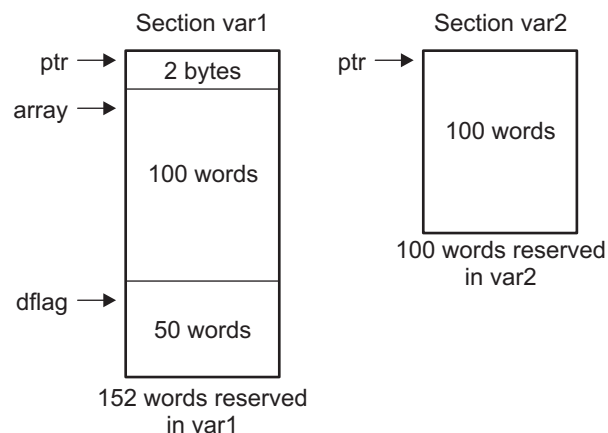 Section var1
ptr
2 bytes
array
100 words
dflag
50 words
152 words reserved
in var1
Section var2
ptr
100 words
100 words reserved
in var2